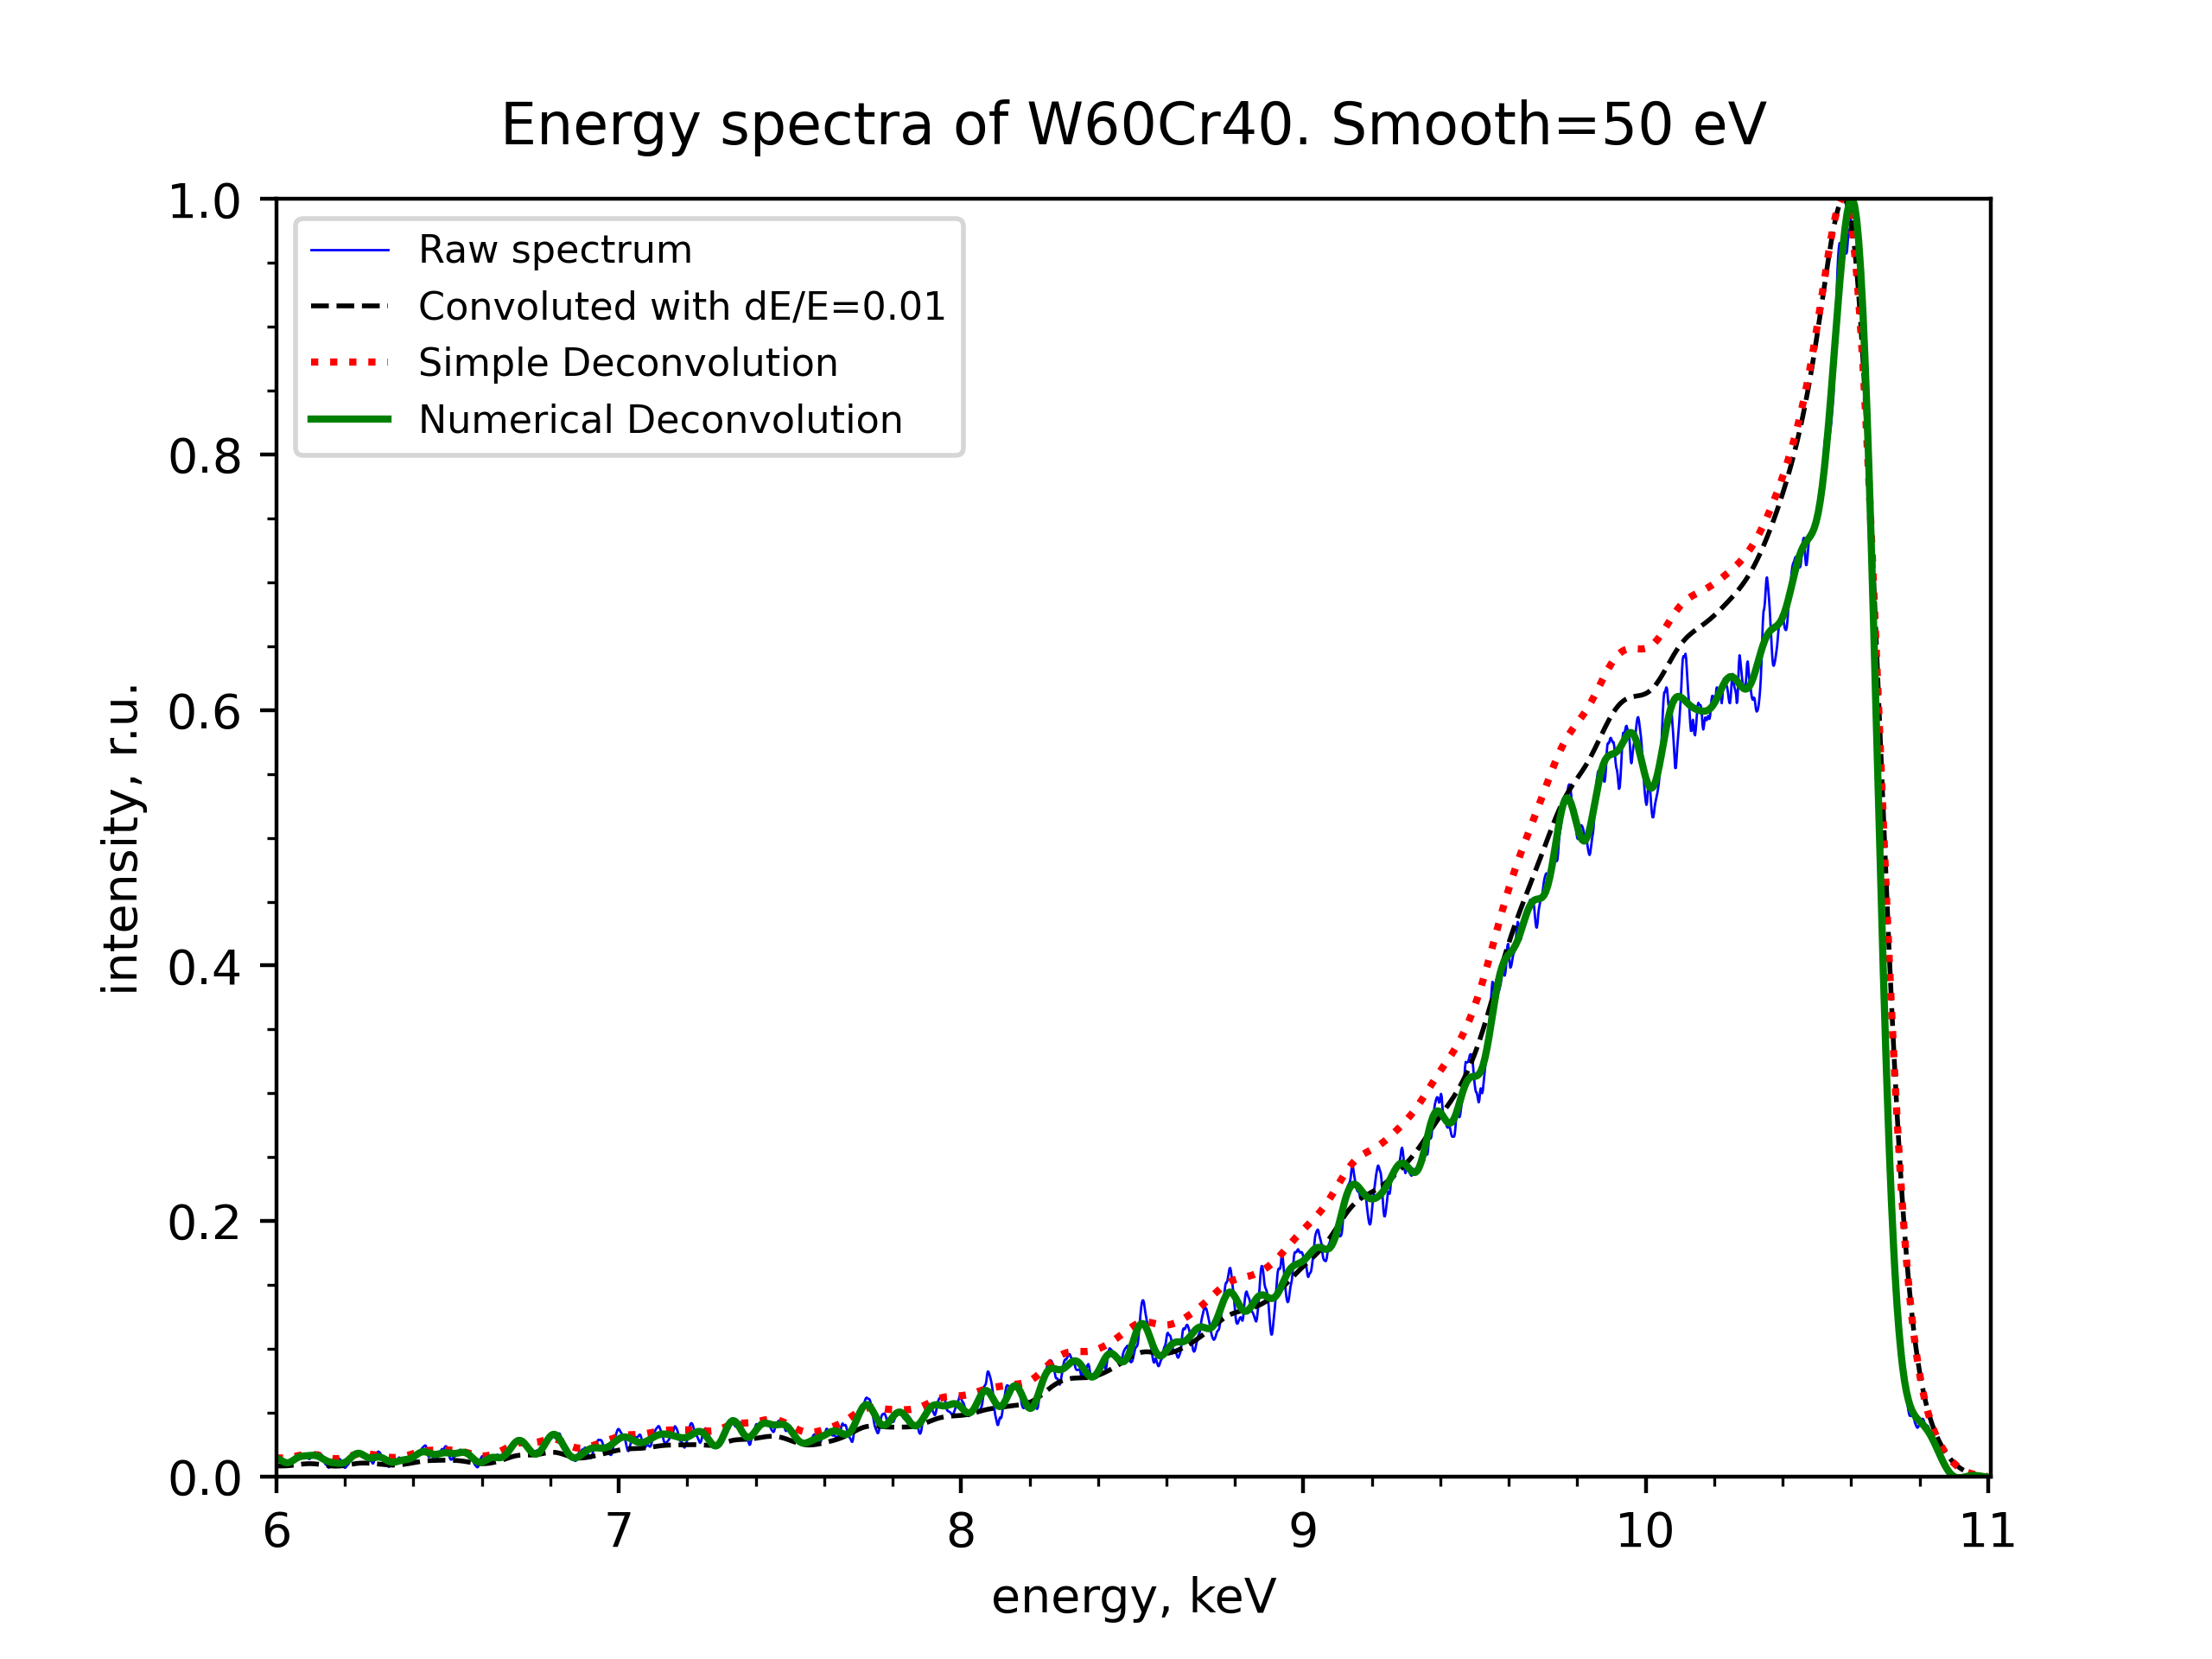 Energy spectra of W60Cr40. Smooth=50 eV
1.0
0.8
0.6
0.4
0.2
0.0
intensity, r.u.
Raw spectrum
Convoluted with dE/E=0.01
Simple Deconvolution
Numerical Deconvolution
6 7 8 9 10 11
energy, keV